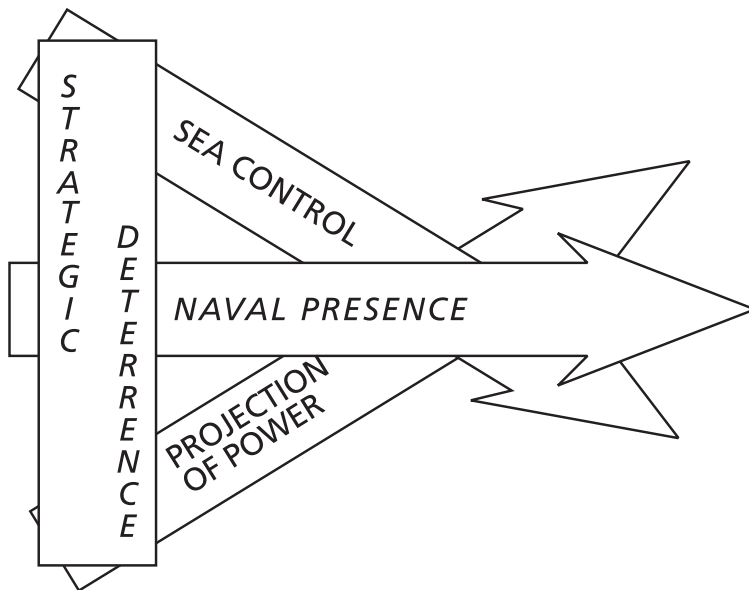 STRATEGIC
DETERRENCE
SEA CONTROL
NAVAL PRESENCE
PROJECTION
OF POWER